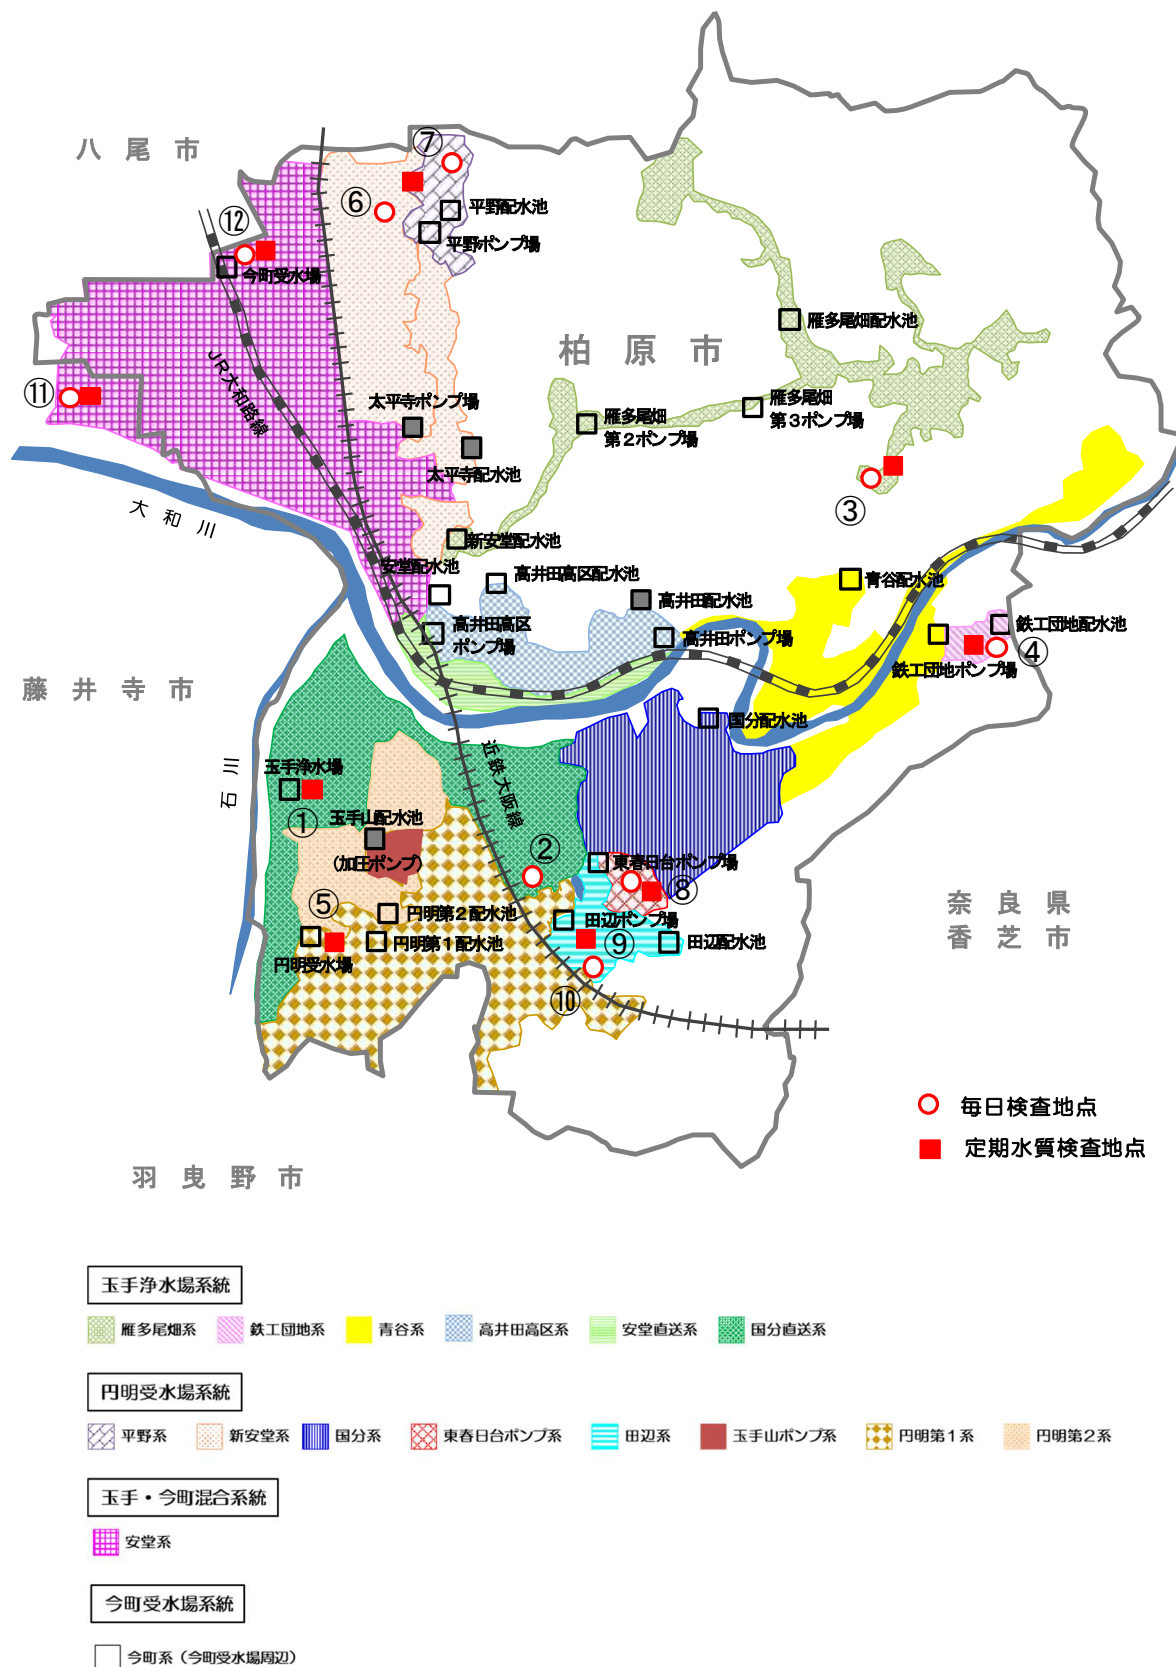 八尾市
⑦
⑥
平野配水池
平野ポンプ場
⑫
今町受水場
雁多尾畑配水池
柏原市
JR大和路線
⑪
太平寺ポンプ場
雁多尾畑
第2ポンプ場
雁多尾畑
第3ポンプ場
太平寺配水池
③
大和川
新安堂配水池
安堂配水池
高井田高区配水池
青谷配水池
高井田配水池
高井田高区
ポンプ場
高井田ポンプ場
鉄工団地配水池
④
鉄工団地ポンプ場
藤井寺市
国分配水池
石川
玉手浄水場
近鉄大阪線
①
玉手山配水池
(加圧ポンプ)
②
東春日台ポンプ場
⑧
⑤
円明第2配水池
田辺ポンプ場
奈良県
香芝市
円明第1配水池
⑨
田辺配水池
円明受水場
⑩
毎日検査地点
定期水質検査地点
羽曳野市
玉手浄水場系統
雁多尾畑系
鉄工団地系
青谷系
高井田高区系
安堂直送系
国分直送系
円明受水場系統
平野系
新安堂系
国分系
東春日台ポンプ系
田辺系
玉手山ポンプ系
円明第1系
円明第2系
玉手・今町混合系統
安堂系
今町受水場系統
今町系(今町受水場周辺)